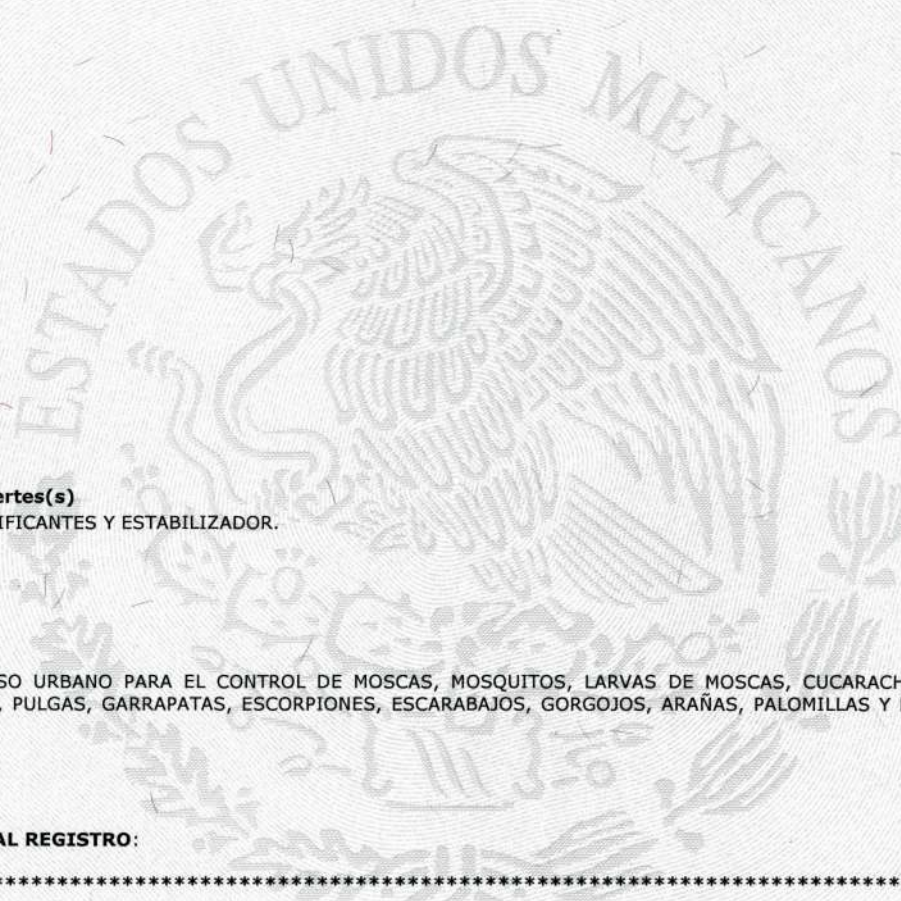 ESTADOS UNIDOS MEXICANOS
ertes(s)
IFICANTES Y ESTABILIZADOR.
SO URBANO PARA EL CONTROL DE MOSCAS, MOSQUITOS, LARVAS DE MOSCAS, CUCARACH
, PULGAS, GARRAPATAS, ESCORPIONES, ESCARABAJOS, GORGOJOS, ARAÑAS, PALOMILLAS Y
AL REGISTRO:
*****************************************************************************